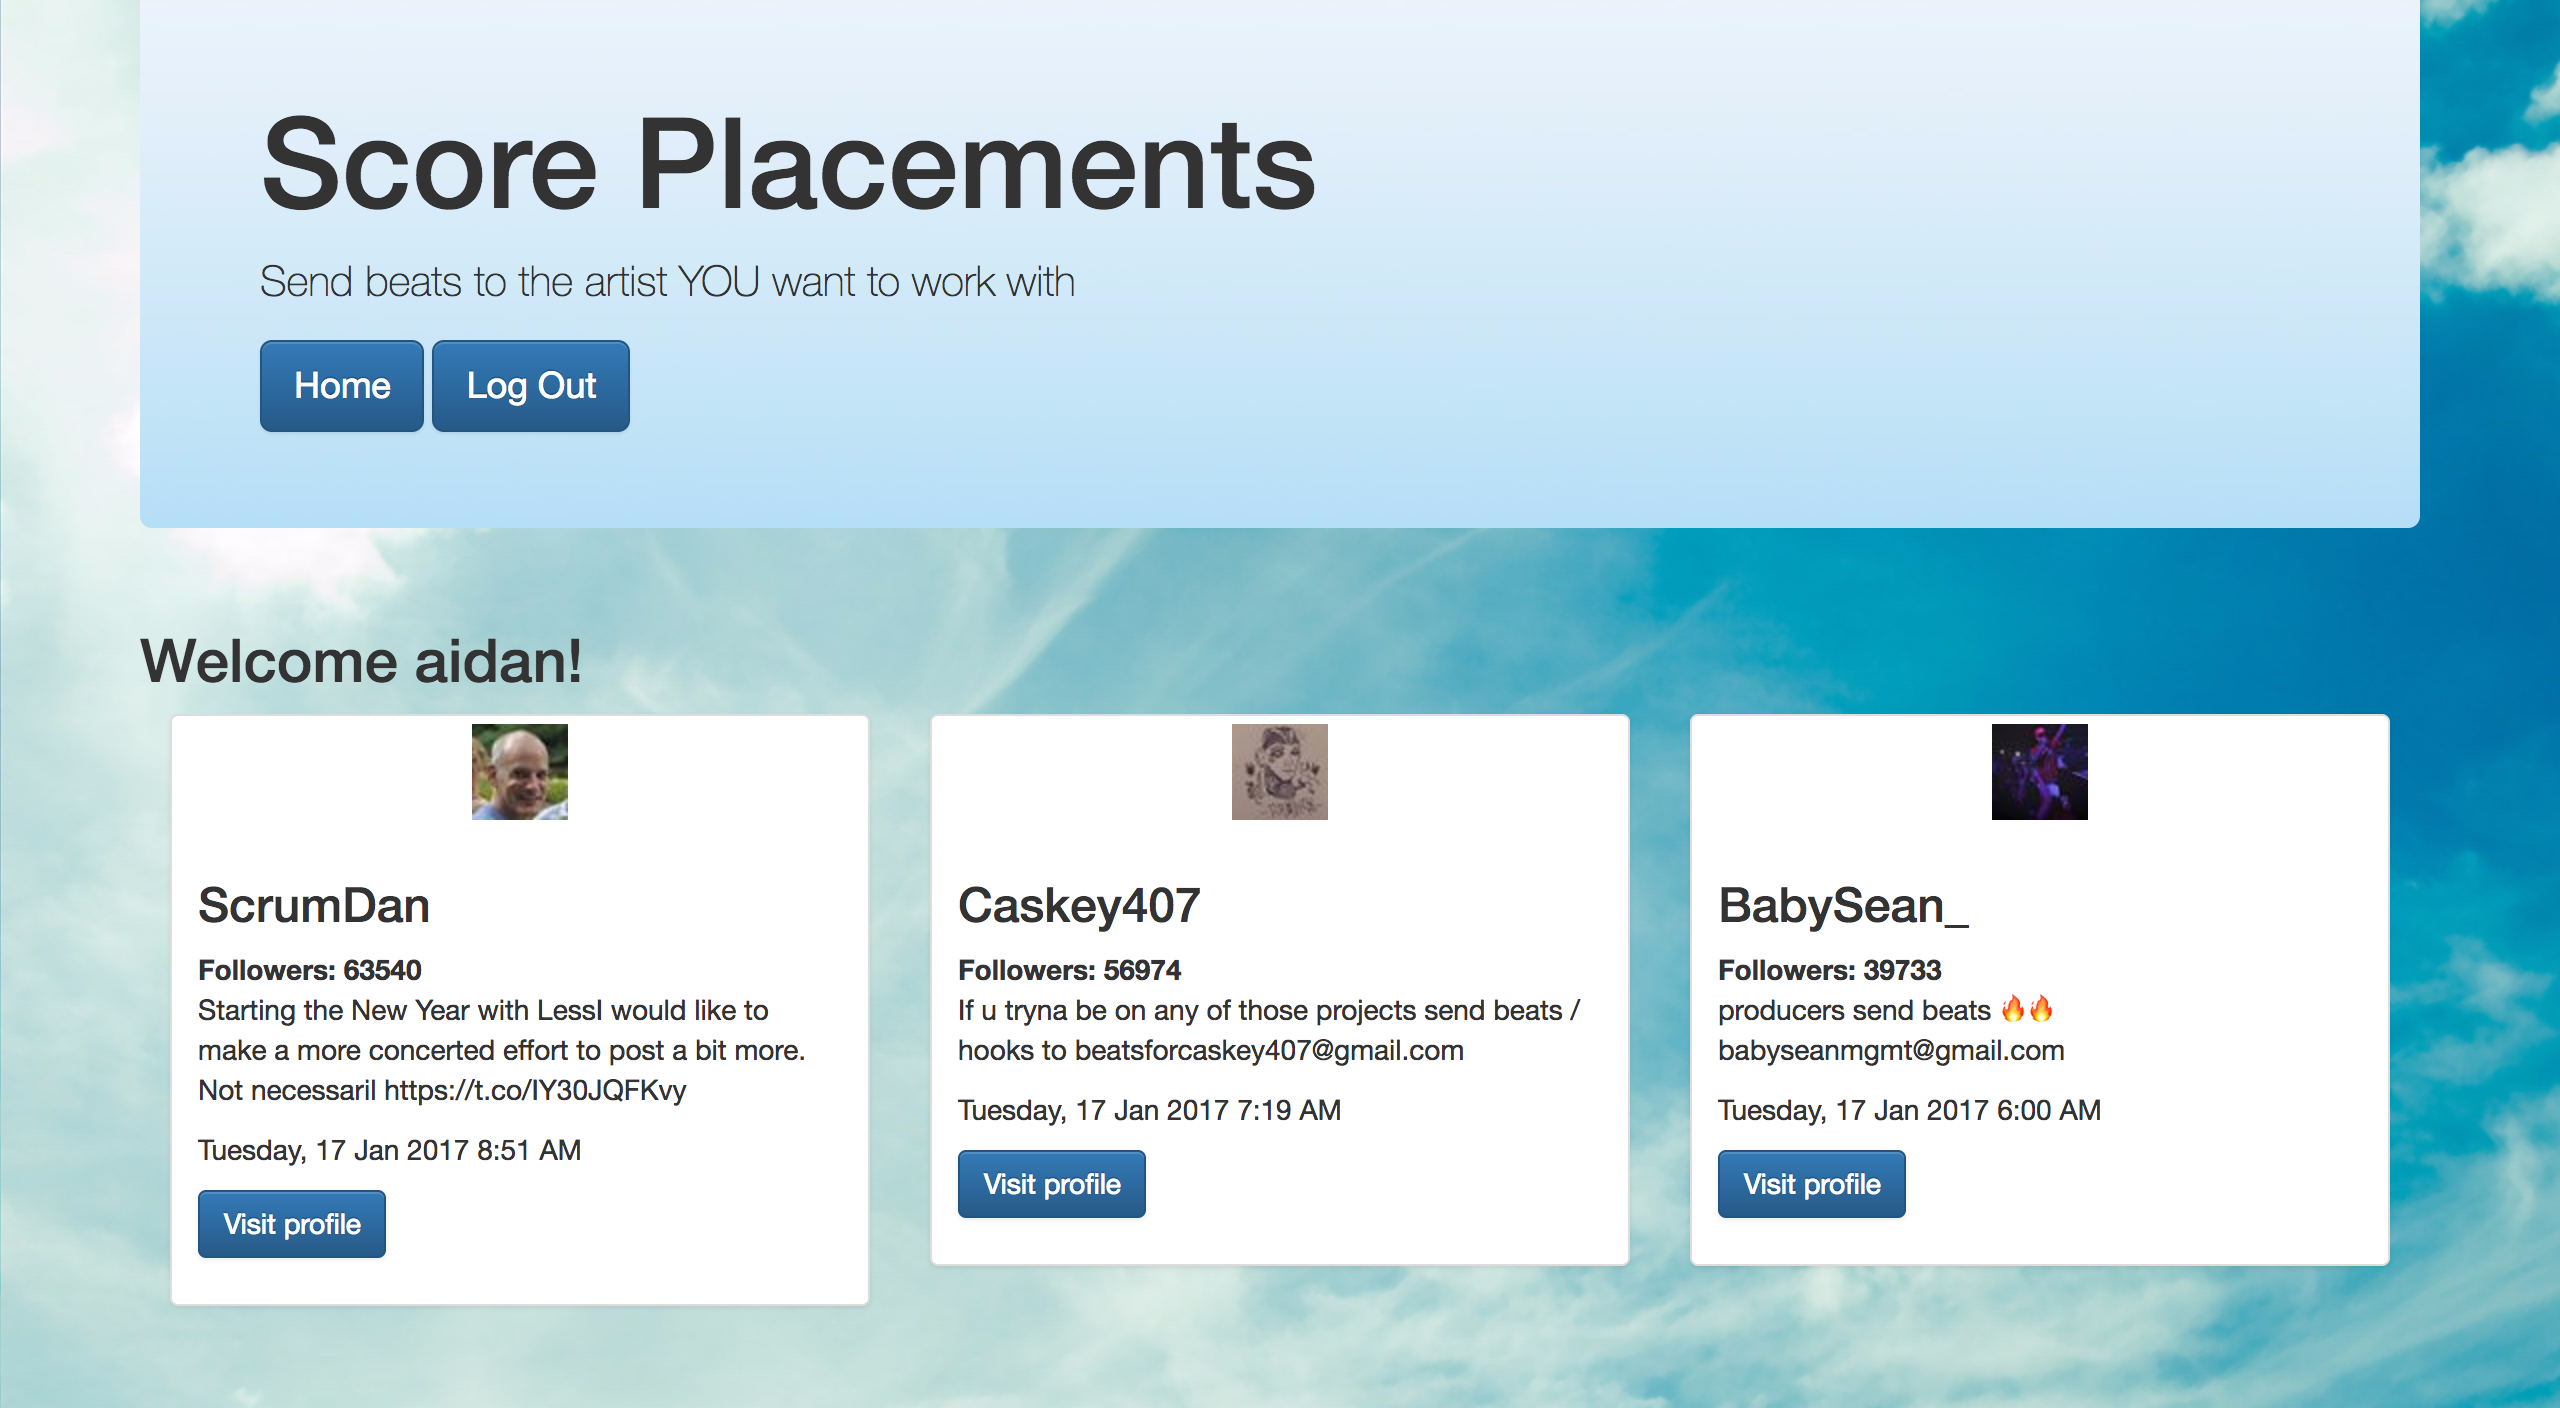 Score Placements
Send beats to the artist YOU want to work with
Home Log Out
Welcome aidan!
ScrumDan
Followers: 63540
Starting the New Year with LessI would like to
make a more concerted effort to post a bit more.
Not necessaril https://t.co/IY30JQFKvy
Tuesday, 17 Jan 2017 8:51 AM
Visit profile
Caskey407
Followers: 56974
If u tryna be on any of those projects send beats /
hooks to beatsforcaskey407@gmail.com
Tuesday, 17 Jan 2017 7:19 AM
Visit profile
BabySean_
Followers: 39733
producers send beats 🔥🔥
babyseanmgmt@gmail.com
Tuesday, 17 Jan 2017 6:00 AM
Visit profile